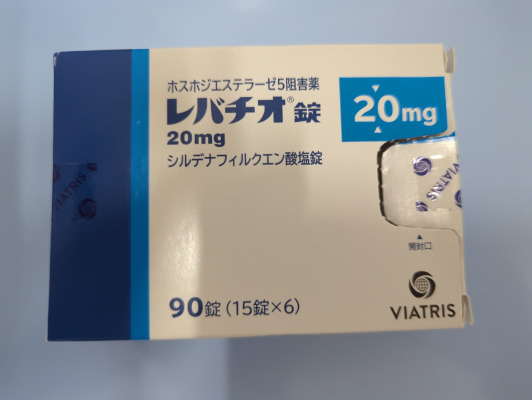 ホスホジエステラーゼ5阻害薬
レバチオ®錠
20mg
シルデナフィルクエン酸塩錠
20mg
開封口
90錠(15錠×6)
VIATRIS
VIATRIS
VIATRIS